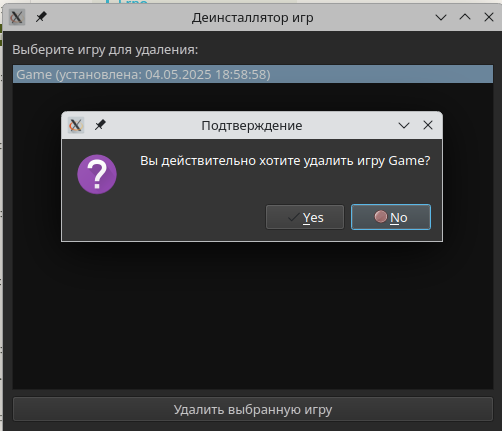 Деинсталлятор игр
Выберите игру для удаления:
Game (установлена: 04.05.2025 18:58:58)
Подтверждение
Вы действительно хотите удалить игру Game?
Yes
No
Удалить выбранную игру